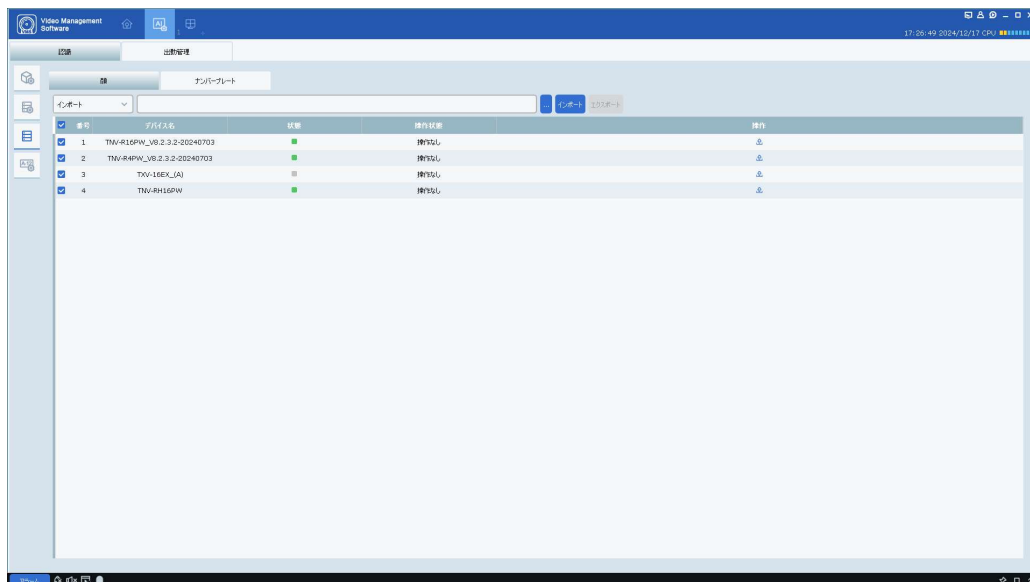 Video Management
Software
17:26:49 2024/12/17 CPU
認識
出勤管理
顔
ナンバープレート
インポート
...
インポート
エクスポート
番号 デバイス名 状態 操作状態 操作
1 TNV-R16PW_V8.2.3.2-20240703 操作なし
2 TNV-R4PW_V8.2.3.2-20240703 操作なし
3 TXV-16EX_(A) 操作なし
4 TNV-RH16PW 操作なし